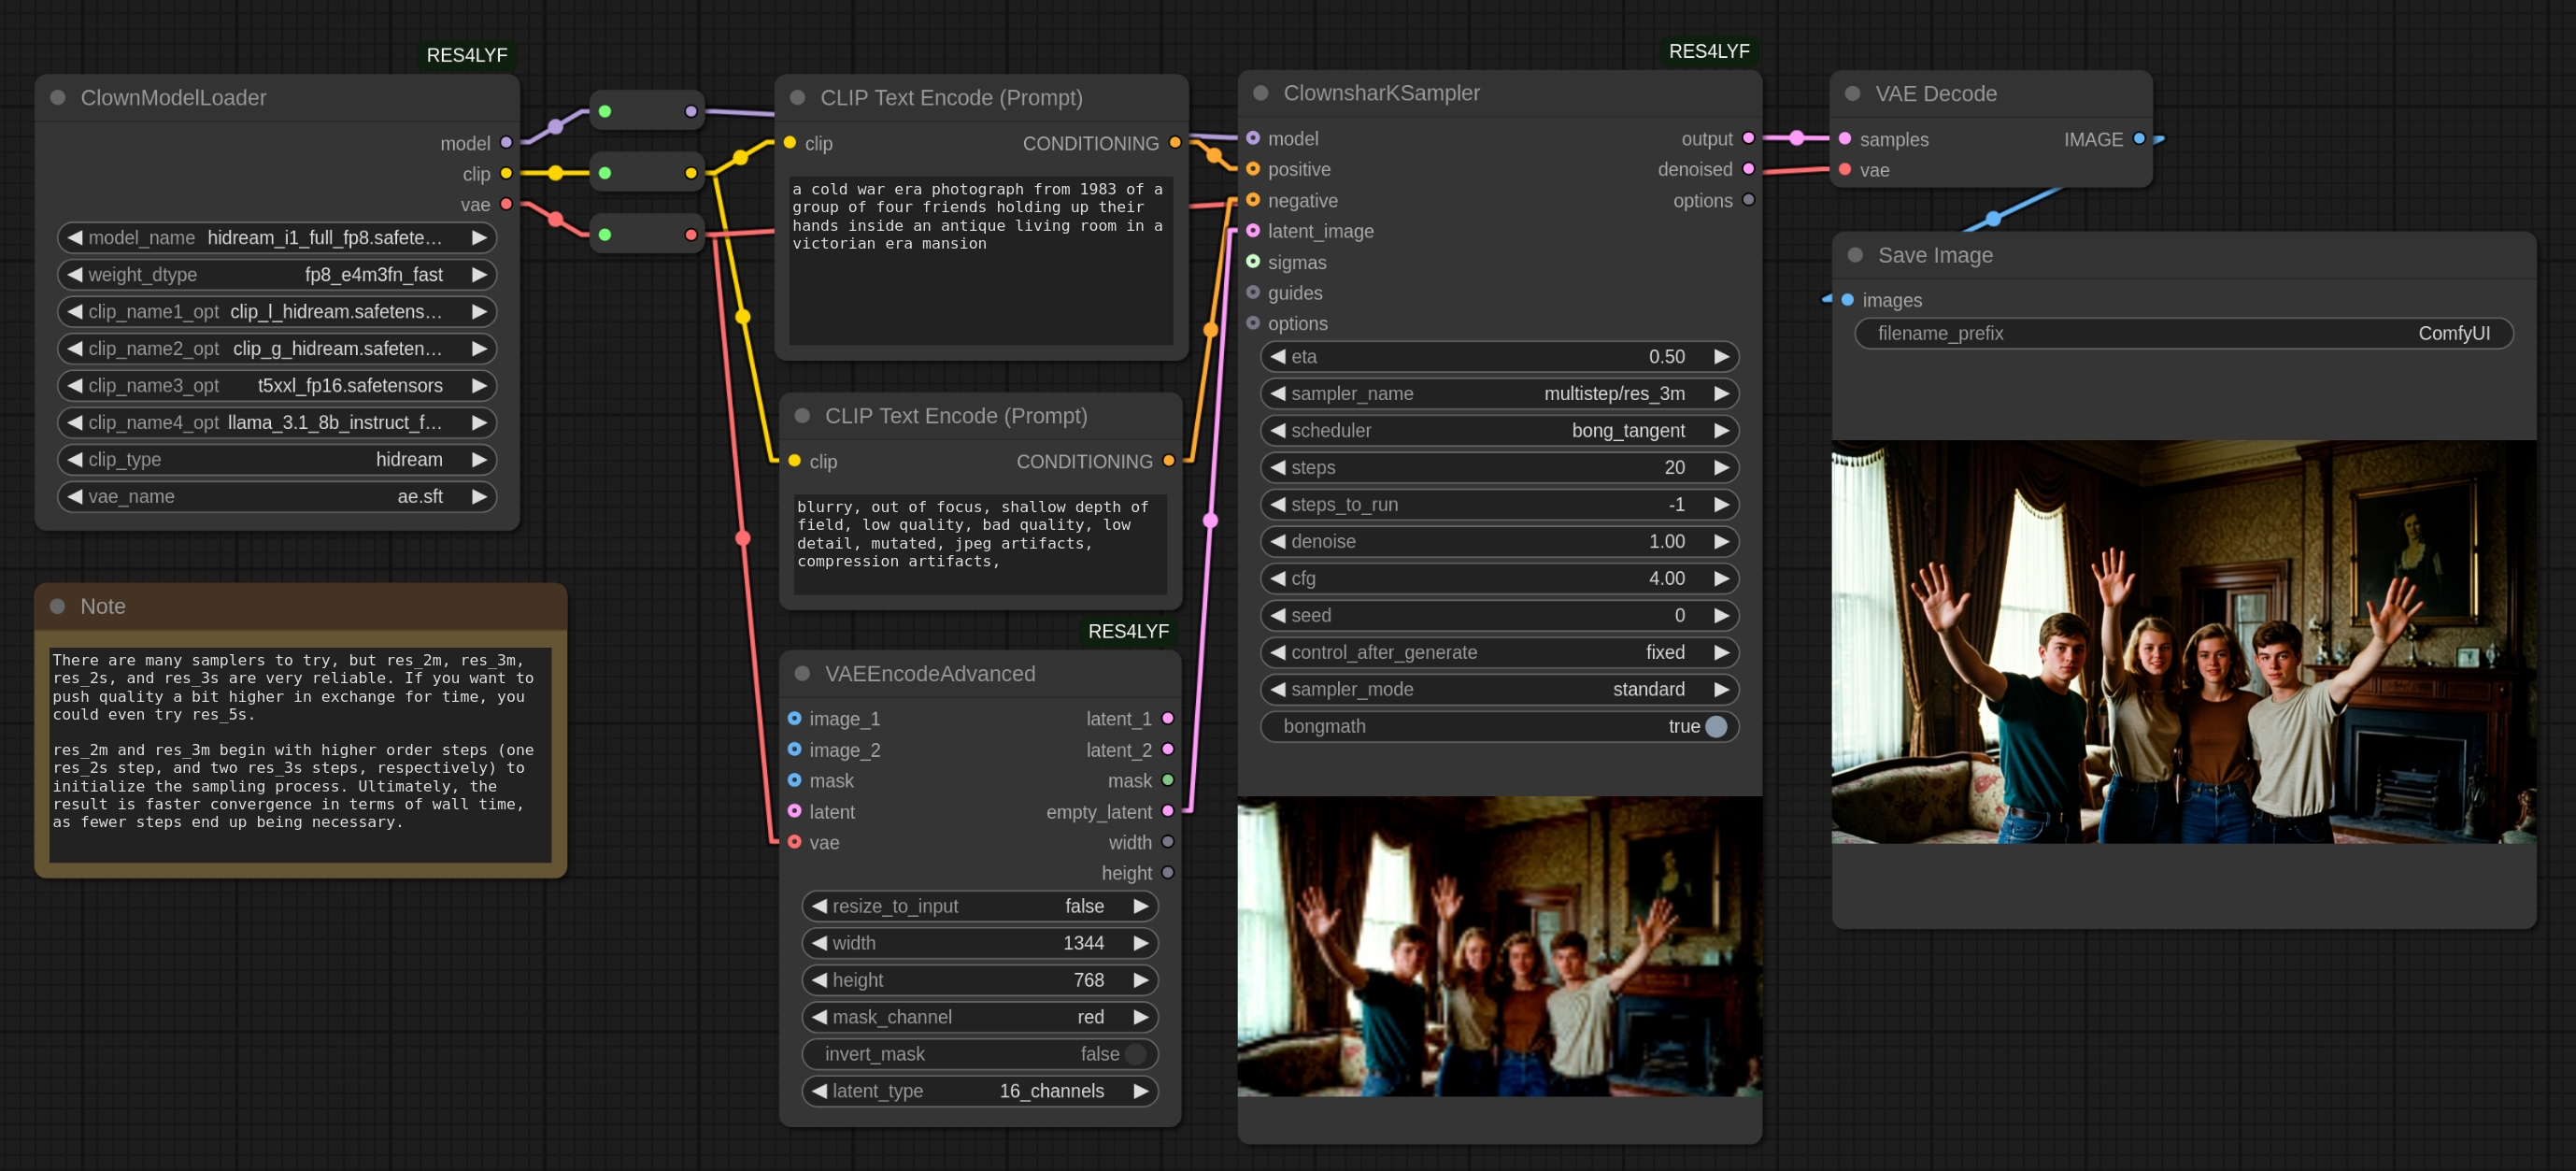 RES4LYF
ClownModelLoader
model
clip
vae
model_name hidream_i1_full_fp8.safete…
weight_dtype fp8_e4m3fn_fast
clip_name1_opt clip_l_hidream.safetens…
clip_name2_opt clip_g_hidream.safeten…
clip_name3_opt t5xxl_fp16.safetensors
clip_name4_opt llama_3.1_8b_instruct_f…
clip_type hidream
vae_name ae.sft
Note
There are many samplers to try, but res_2m, res_3m,
res_2s, and res_3s are very reliable. If you want to
push quality a bit higher in exchange for time, you
could even try res_5s.
res_2m and res_3m begin with higher order steps (one
res_2s step, and two res_3s steps, respectively) to
initialize the sampling process. Ultimately, the
result is faster convergence in terms of wall time,
as fewer steps end up being necessary.
CLIP Text Encode (Prompt)
clip CONDITIONING
a cold war era photograph from 1983 of a
group of four friends holding up their
hands inside an antique living room in a
victorian era mansion
CLIP Text Encode (Prompt)
clip CONDITIONING
blurry, out of focus, shallow depth of
field, low quality, bad quality, low
detail, mutated, jpeg artifacts,
compression artifacts,
RES4LYF
VAEEncodeAdvanced
image_1 latent_1
image_2 latent_2
mask mask
latent empty_latent
vae width
height
resize_to_input false
width 1344
height 768
mask_channel red
invert_mask false
latent_type 16_channels
RES4LYF
ClownsharKSampler
model output
positive denoised
negative options
latent_image
sigmas
guides
options
eta 0.50
sampler_name multistep/res_3m
scheduler bong_tangent
steps 20
steps_to_run -1
denoise 1.00
cfg 4.00
seed 0
control_after_generate fixed
sampler_mode standard
bongmath true
VAE Decode
samples IMAGE
vae
Save Image
images
filename_prefix ComfyUI